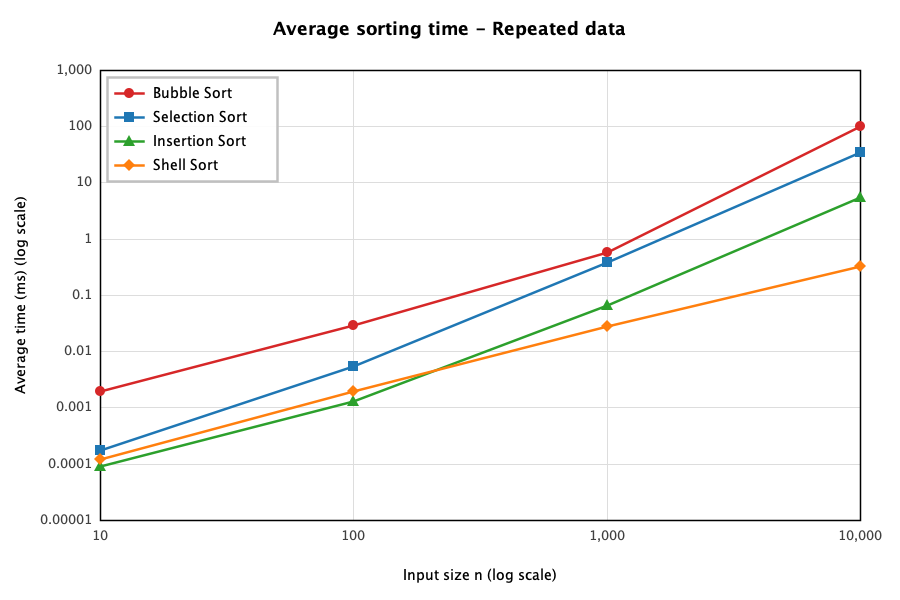 Average sorting time – Repeated data
1,000
100
10
1
0.1
0.01
0.001
0.0001
0.00001
Average time (ms) (log scale)
Bubble Sort
Selection Sort
Insertion Sort
Shell Sort
10
100
1,000
10,000
Input size n (log scale)